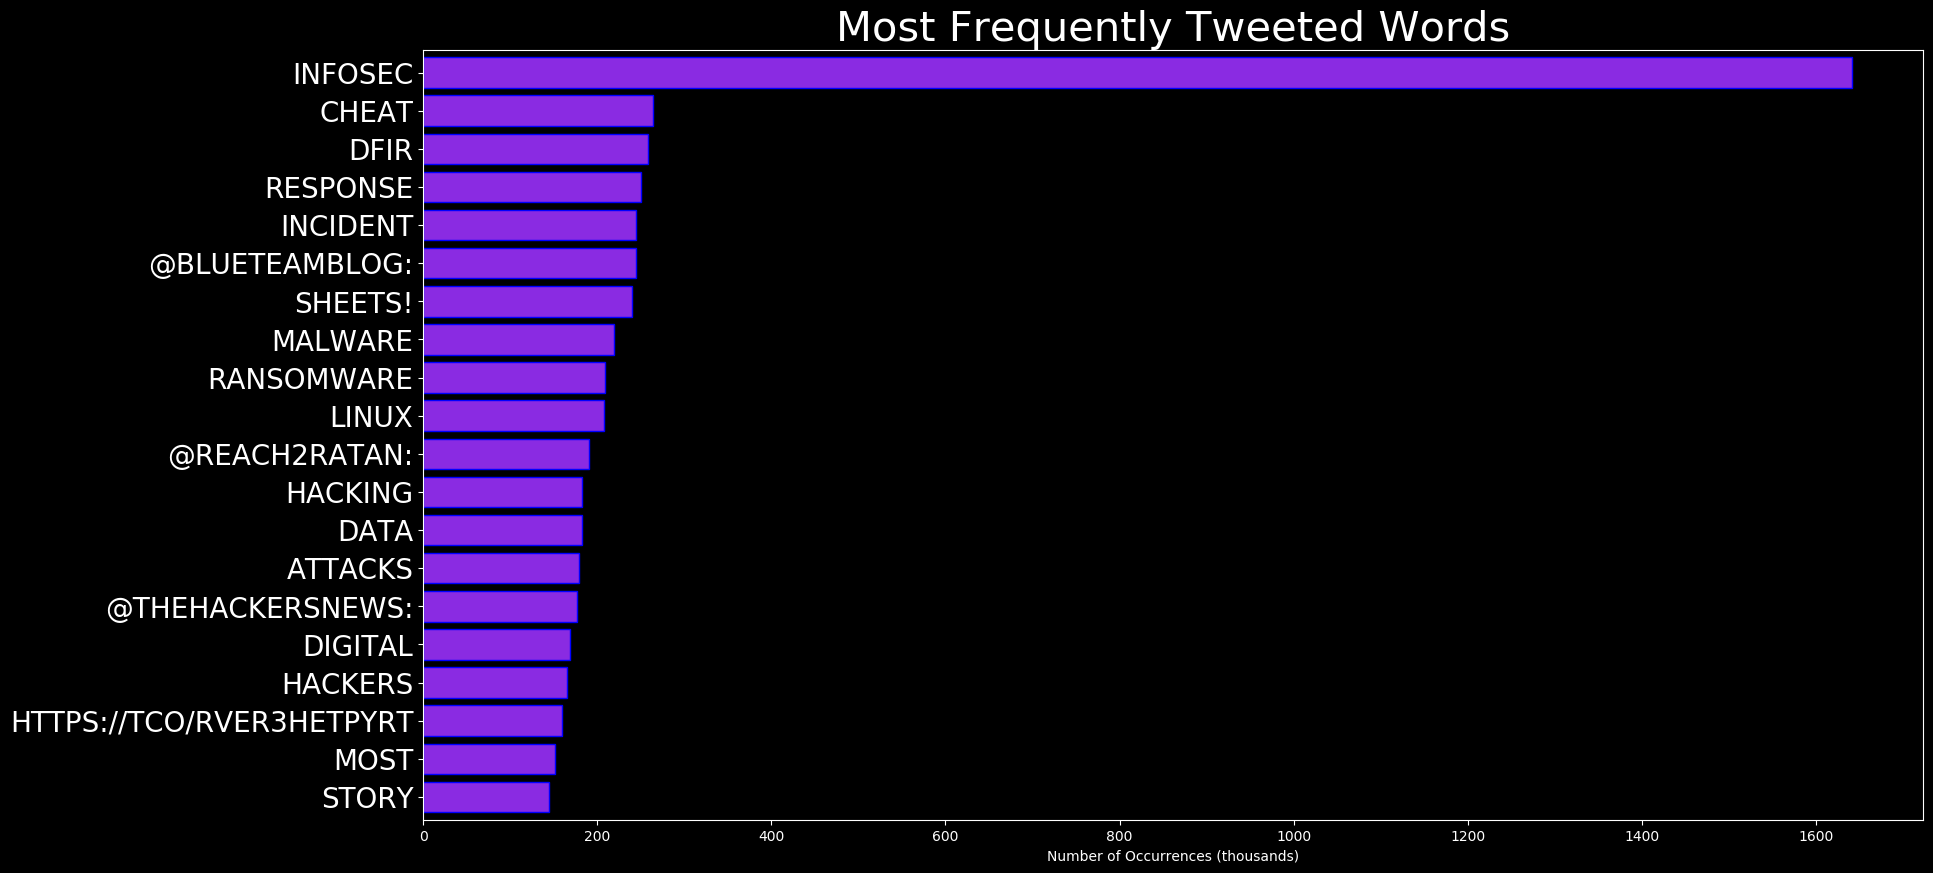 Most Frequently Tweeted Words
INFOSEC
CHEAT
DFIR
RESPONSE
INCIDENT
@BLUETEAMBLOG:
SHEETS!
MALWARE
RANSOMWARE
LINUX
@REACH2RATAN:
HACKING
DATA
ATTACKS
@THEHACKERSNEWS:
DIGITAL
HACKERS
HTTPS://TCO/RVER3HETPYRT
MOST
STORY
0 200 400 600 800 1000 1200 1400 1600
Number of Occurrences (thousands)